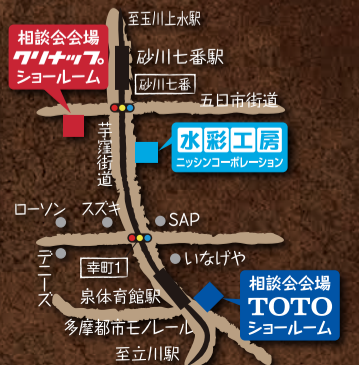 至玉川上水駅
相談会会場
クリナップ
ショールーム
砂川七番駅
砂川七番
五日市街道
芋窪街道
水彩工房
ニッシンコーポレーション
ローソン
スズキ
SAP
デニーズ
いなげや
幸町1
泉体育館駅
相談会会場
TOTO
ショールーム
多摩都市モノレール
至立川駅